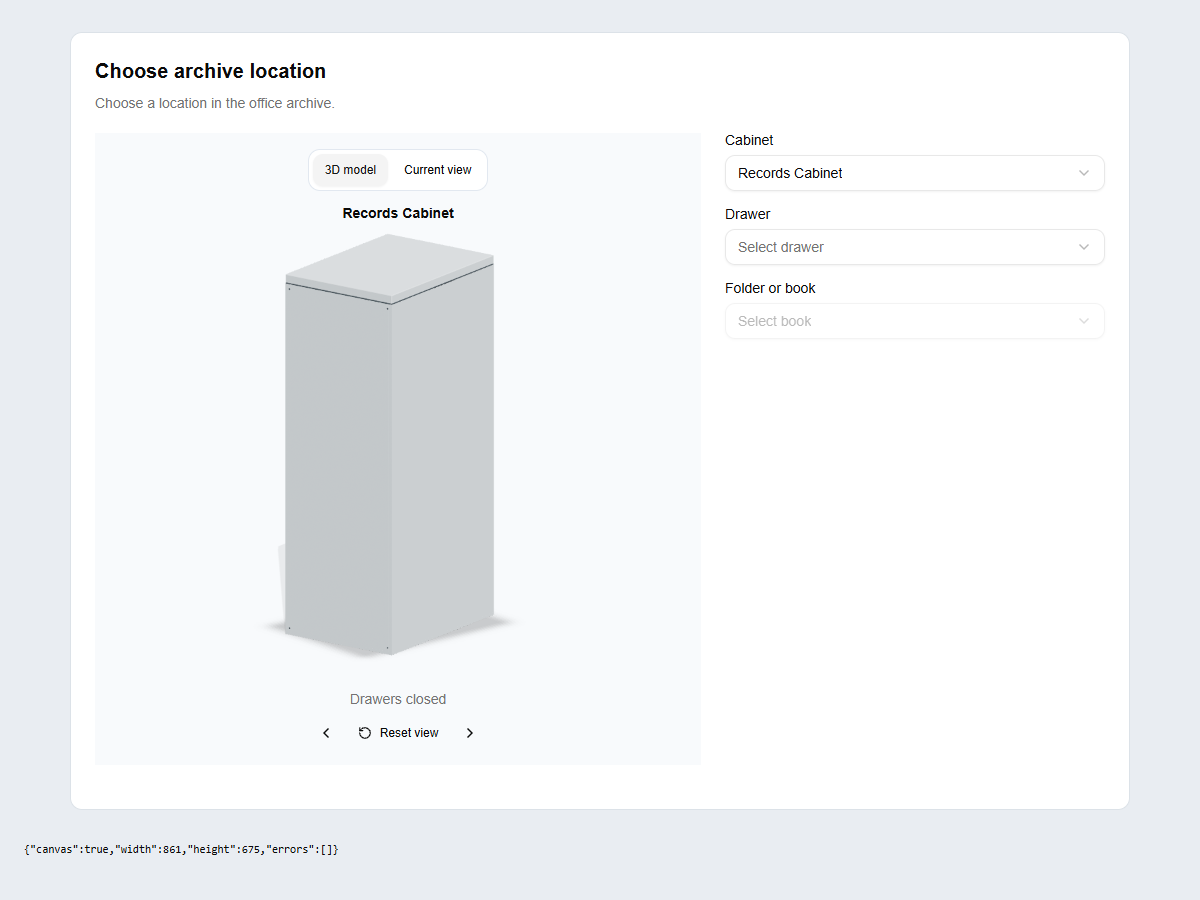 Choose archive location
Choose a location in the office archive.
3D model
Current view
Records Cabinet
Drawers closed
Reset view
Cabinet
Records Cabinet
Drawer
Select drawer
Folder or book
Select book
{"canvas":true,"width":861,"height":675,"errors":[]}